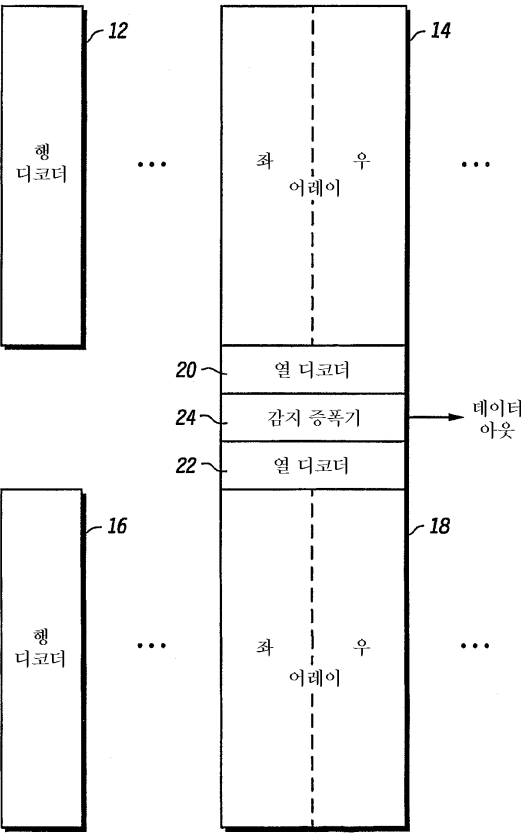 12
14
행
디코더
...
좌 우
어레이
...
20
열 디코더
24
감지 증폭기
데이터
아웃
22
열 디코더
16
18
행
디코더
...
좌 우
어레이
...